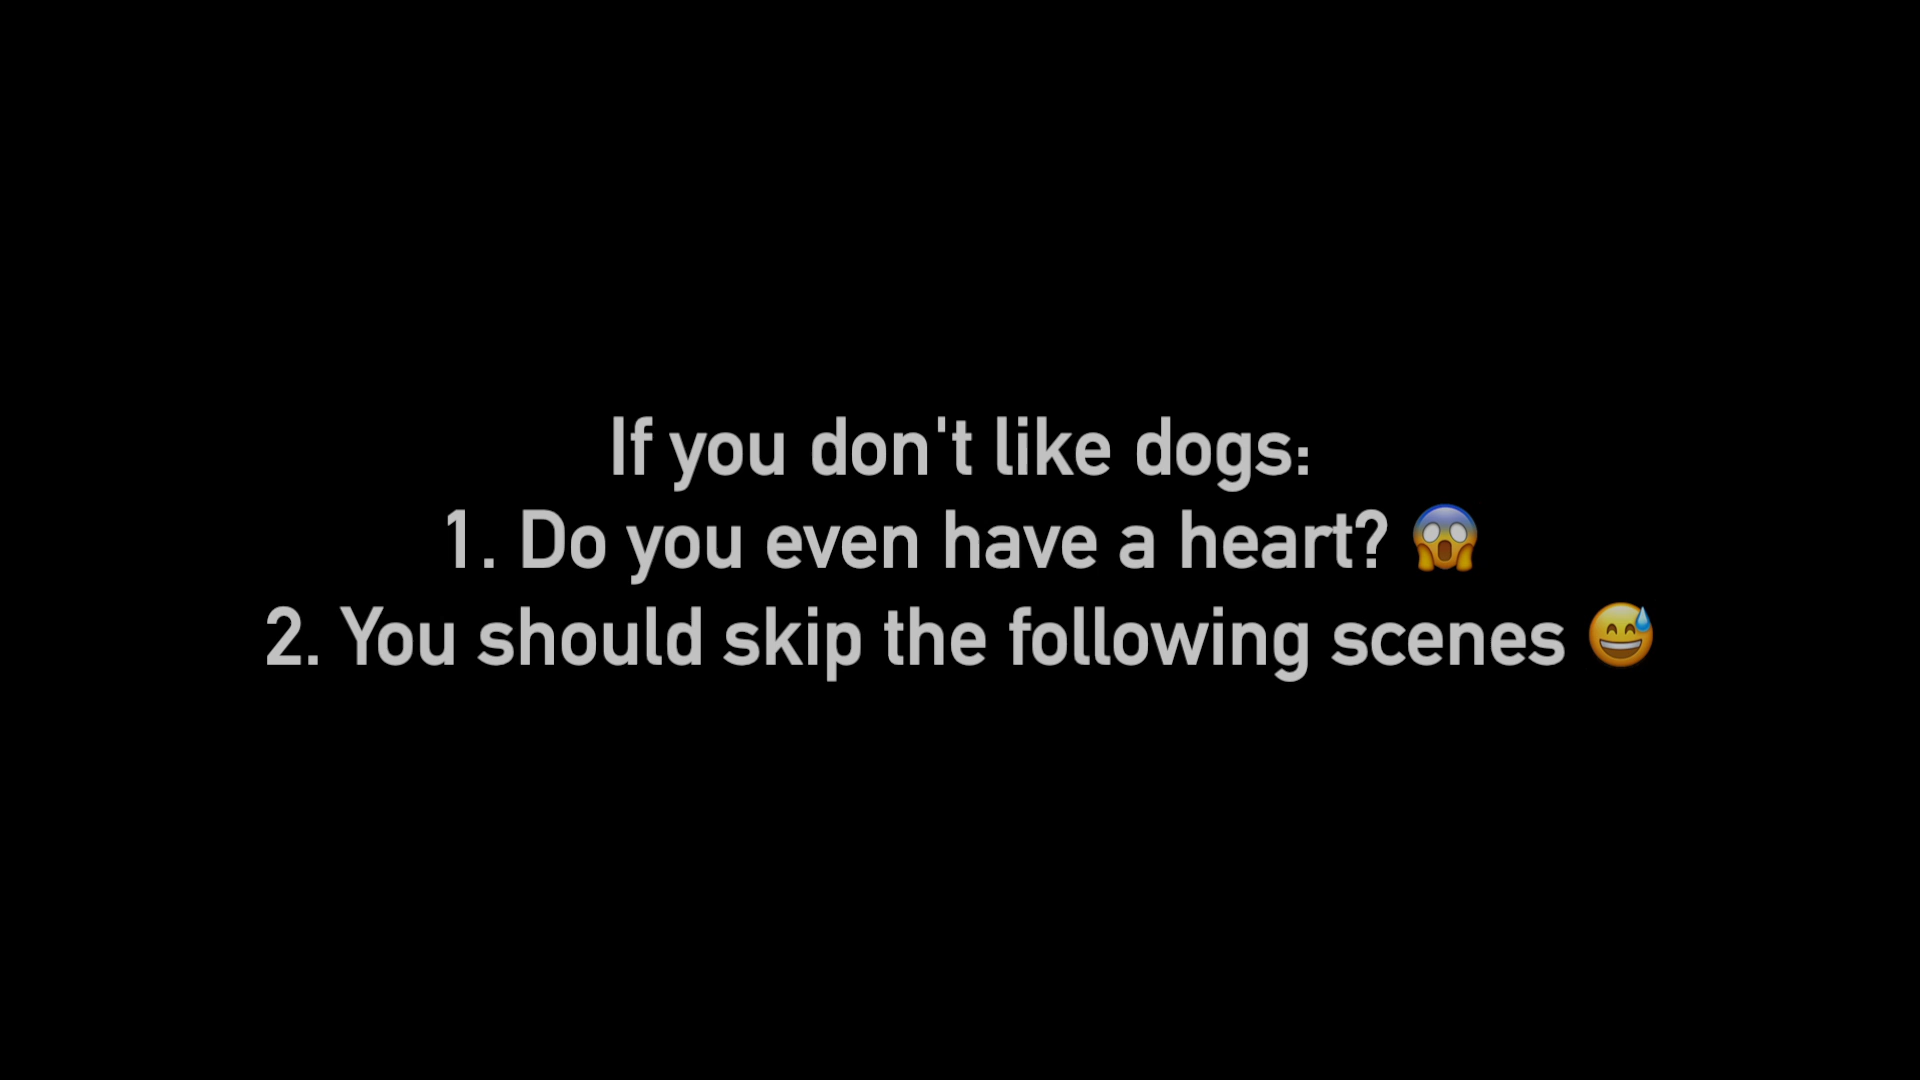 If you don't like dogs:
1. Do you even have a heart? 😱
2. You should skip the following scenes 😅